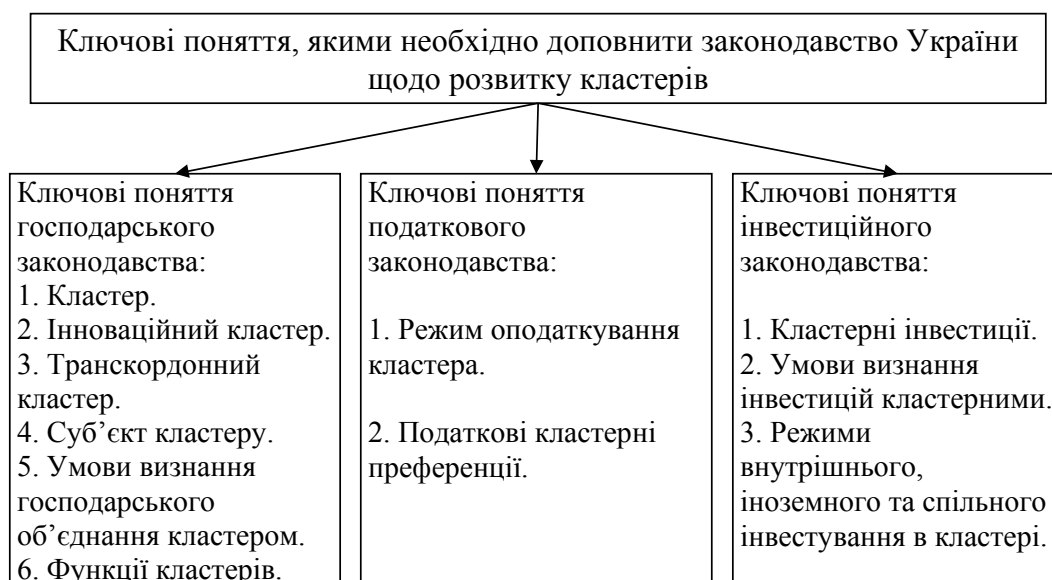 Ключові поняття, якими необхідно доповнити законодавство України
щодо розвитку кластерів
Ключові поняття
господарського
законодавства:
1. Кластер.
2. Інноваційний кластер.
3. Транскордонний
кластер.
4. Суб’єкт кластеру.
5. Умови визнання
господарського
об’єднання кластером.
6. Функції кластерів.
Ключові поняття
податкового
законодавства:
1. Режим оподаткування
кластера.
2. Податкові кластерні
преференції.
Ключові поняття
інвестиційного
законодавства:
1. Кластерні інвестиції.
2. Умови визнання
інвестицій кластерними.
3. Режими
внутрішнього,
іноземного та спільного
інвестування в кластері.